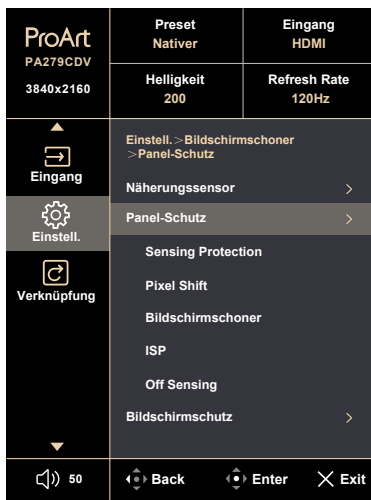 ProArt
PA279CDV
3840x2160
Preset
Nativer
Eingang
HDMI
Helligkeit
200
Refresh Rate
120Hz
Eingang
Einstell.
Verknüpfung
Einstell.>Bildschirmschoner
>Panel-Schutz
Näherungssensor
Panel-Schutz
Sensing Protection
Pixel Shift
Bildschirmschoner
ISP
Off Sensing
Bildschirmschutz
50
Back
Enter
Exit